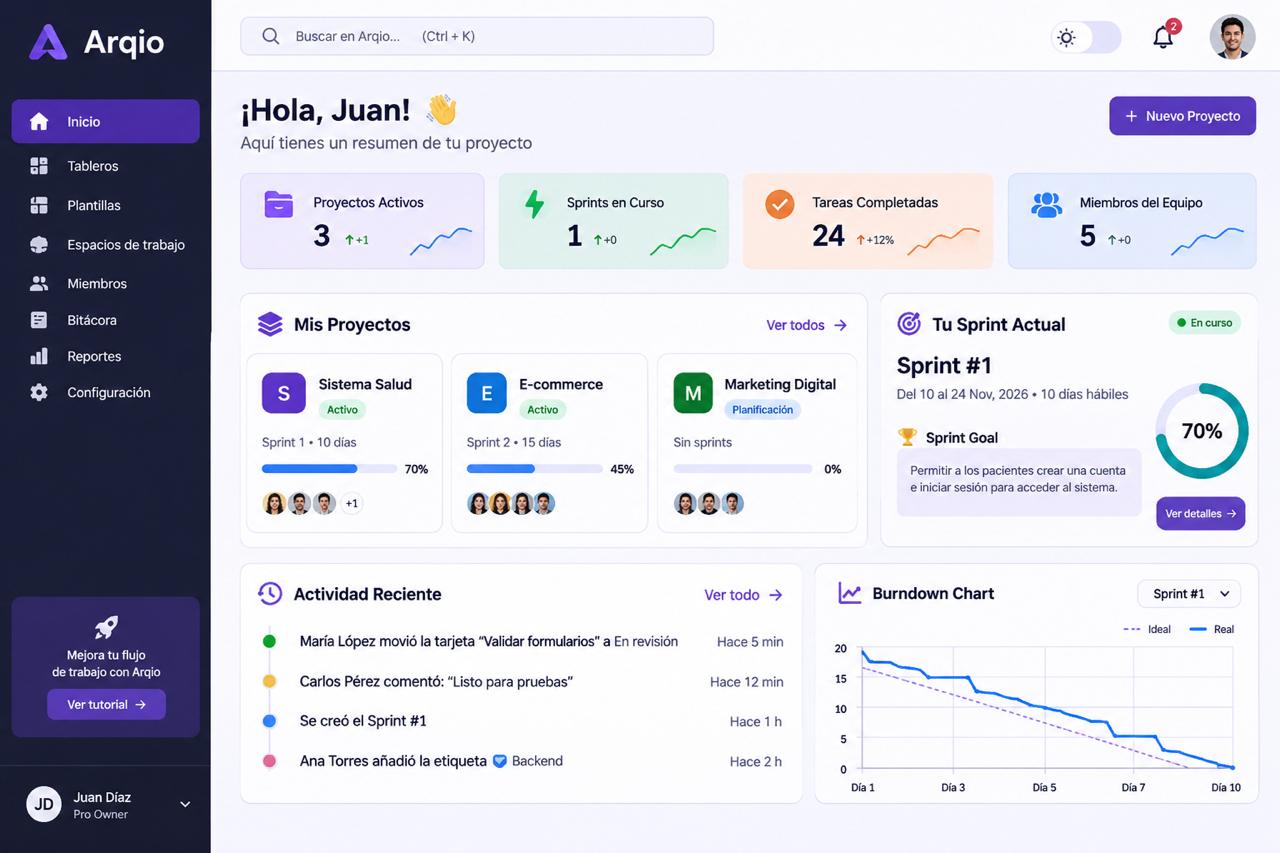 Arqio
Inicio
Tableros
Plantillas
Espacios de trabajo
Miembros
Bitácora
Reportes
Configuración
Mejora tu flujo
de trabajo con Arqio
Ver tutorial →
JD
Juan Díaz
Pro Owner
Buscar en Arqio... (Ctrl + K)
2
¡Hola, Juan! 👋
Aquí tienes un resumen de tu proyecto
+ Nuevo Proyecto
Proyectos Activos
3 ↑+1
Sprints en Curso
1 ↑+0
Tareas Completadas
24 ↑+12%
Miembros del Equipo
5 ↑+0
Mis Proyectos
Ver todos →
S
Sistema Salud
Activo
Sprint 1 • 10 días
70%
+1
E
E-commerce
Activo
Sprint 2 • 15 días
45%
M
Marketing Digital
Planificación
Sin sprints
0%
Tu Sprint Actual
En curso
Sprint #1
Del 10 al 24 Nov, 2026 • 10 días hábiles
Sprint Goal
Permitir a los pacientes crear una cuenta
e iniciar sesión para acceder al sistema.
70%
Ver detalles →
Actividad Reciente
Ver todo →
María López movió la tarjeta “Validar formularios” a En revisión Hace 5 min
Carlos Pérez comentó: “Listo para pruebas” Hace 12 min
Se creó el Sprint #1 Hace 1 h
Ana Torres añadió la etiqueta 💙 Backend Hace 2 h
Burndown Chart
Sprint #1
Ideal Real
20
15
10
5
0
Día 1 Día 3 Día 5 Día 7 Día 10